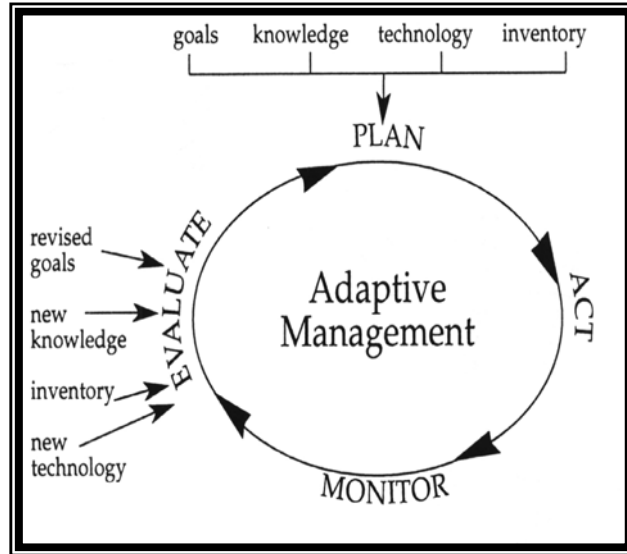 goals knowledge technology inventory
PLAN
ACT
MONITOR
EVALUATE
revised
goals
new
knowledge
inventory
new
technology
Adaptive
Management